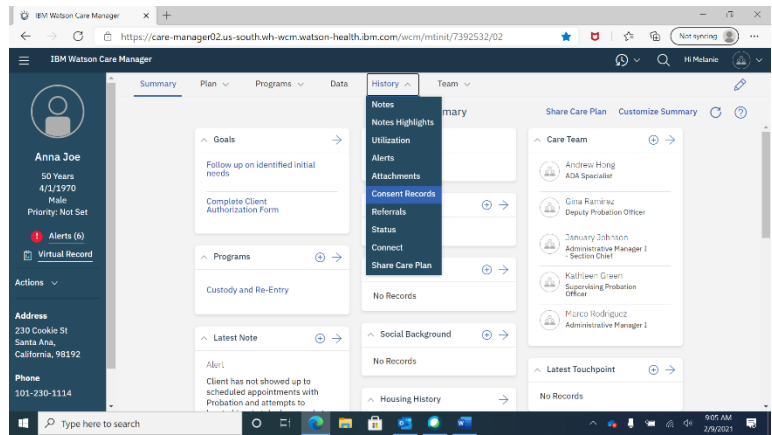 IBM Watson Care Manager
https://care-manager02.us-south.wh-wcm.watson-health.ibm.com/wcm/mtinit/7392532/02
Not syncing
IBM Watson Care Manager
Hi Melanie
Summary
Plan
Programs
Data
History
Team
Notes
Notes Highlights
Utilization
Alerts
Attachments
Consent Records
Referrals
Status
Connect
Share Care Plan
mmary
Share Care Plan
Customize Summary
Anna Joe
50 Years
4/1/1970
Male
Priority: Not Set
Alerts (6)
Virtual Record
Actions
Address
230 Cookie St
Santa Ana,
California, 98192
Phone
101-230-1114
Goals
Follow up on identified initial
needs
Complete Client
Authorization Form
Programs
Custody and Re-Entry
Latest Note
Alert
Client has not showed up to
scheduled appointments with
Probation and attempts to
No Records
Social Background
No Records
Housing History
Care Team
Andrew Hong
ADA Specialist
Gina Ramirez
Deputy Probation Officer
January Johnson
Administrative Manager I
- Section Chief
Kathleen Green
Supervising Probation
Officer
Marco Rodriguez
Administrative Manager I
Latest Touchpoint
No Records
Type here to search
9:05 AM
2/9/2021